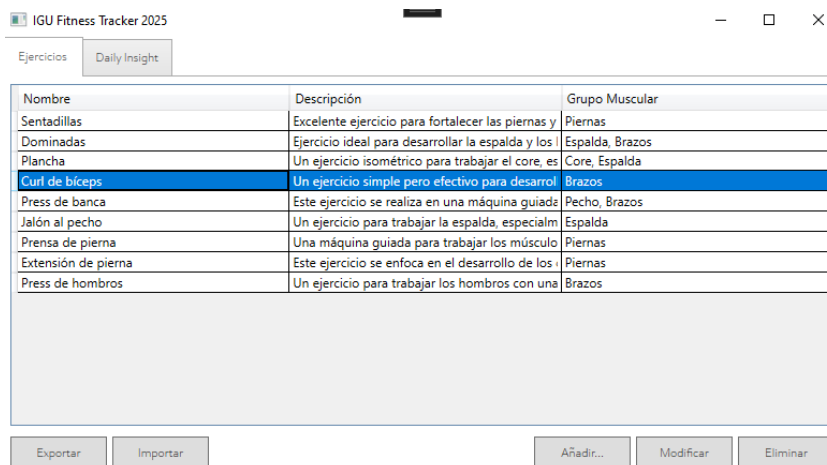 IGU Fitness Tracker 2025
Ejercicios Daily Insight
Nombre Descripción Grupo Muscular
Sentadillas Excelente ejercicio para fortalecer las piernas y Piernas
Dominadas Ejercicio ideal para desarrollar la espalda y los Espalda, Brazos
Plancha Un ejercicio isométrico para trabajar el core, es Core, Espalda
Curl de bíceps Un ejercicio simple pero efectivo para desarrol Brazos
Press de banca Este ejercicio se realiza en una máquina guiada Pecho, Brazos
Jalón al pecho Un ejercicio para trabajar la espalda, especialm Espalda
Prensa de pierna Una máquina guiada para trabajar los músculo Piernas
Extensión de pierna Este ejercicio se enfoca en el desarrollo de los Piernas
Press de hombros Un ejercicio para trabajar los hombros con una Brazos
Exportar Importar Añadir... Modificar Eliminar